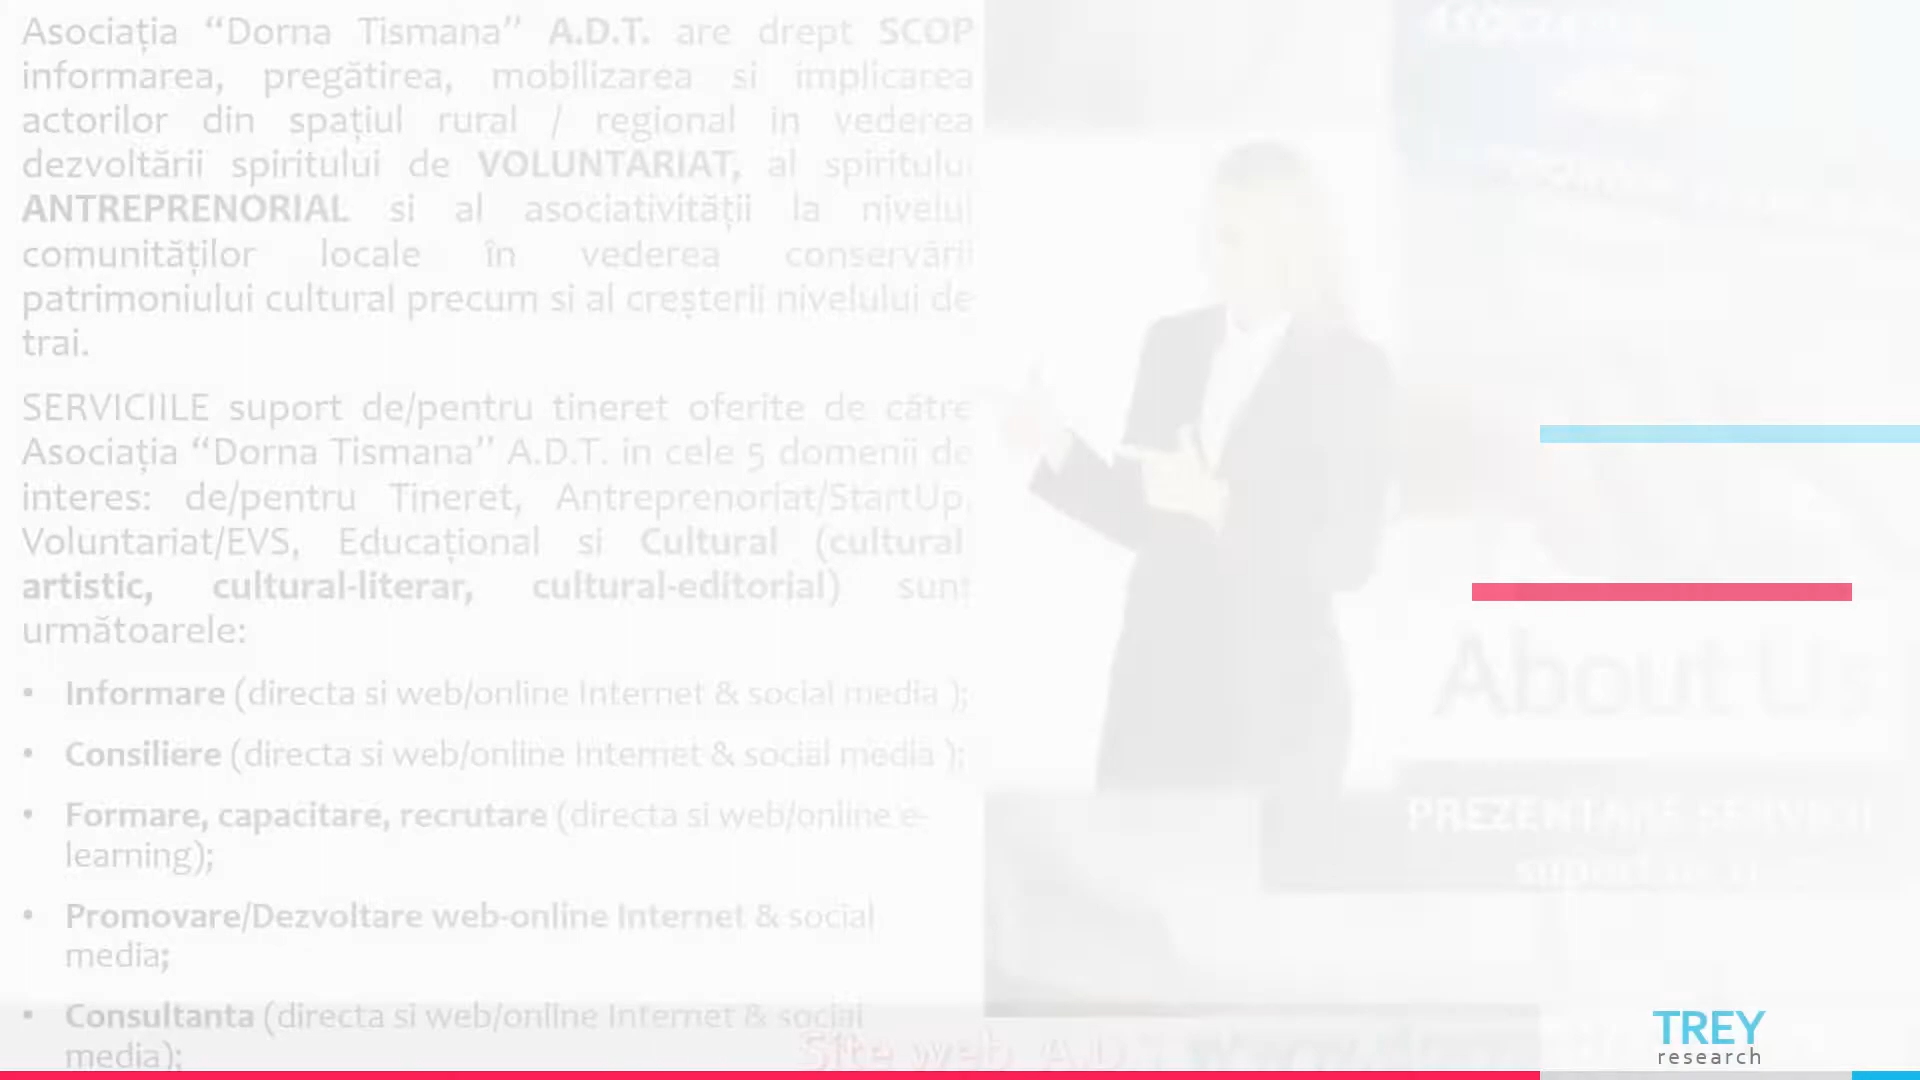 Asociația “Dorna Tismana” A.D.T. are drept SCOP
informarea, pregătirea, mobilizarea si implicarea
actorilor din spațiul rural / regional in vederea
dezvoltării spiritului de VOLUNTARIAT, al spiritului
ANTREPRENORIAL si al asociativității la nivelul
comunităților locale în vederea conservării
patrimoniului cultural precum si al creșterii nivelului de
trai.
SERVICIILE suport de/pentru tineret oferite de către
Asociația “Dorna Tismana” A.D.T. in cele 5 domenii de
interes: de/pentru Tineret, Antreprenoriat/StartUp,
Voluntariat/EVS, Educațional si Cultural (cultural
artistic, cultural-literar, cultural-editorial) sunt
următoarele:
• Informare (directa si web/online Internet & social media );
• Consiliere (directa si web/online Internet & social media );
• Formare, capacitare, recrutare (directa si web/online e-
learning);
• Promovare/Dezvoltare web-online Internet & social
media;
• Consultanta (directa si web/online Internet & social
media);
About Us
PREZENTARE SERVICII
suport
Site web A.D.T.
TREY
research